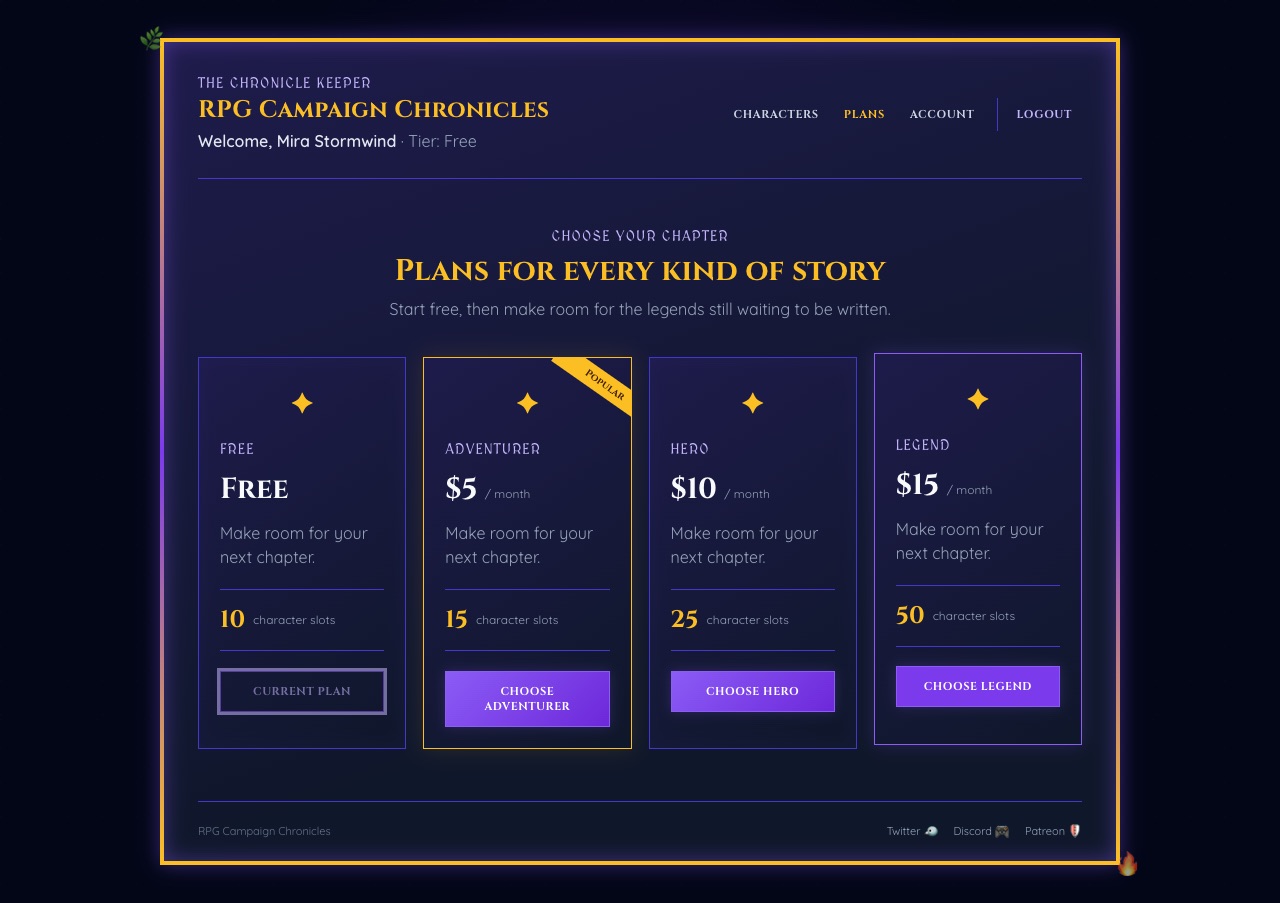 THE CHRONICLE KEEPER
RPG Campaign Chronicles
Welcome, Mira Stormwind · Tier: Free
CHARACTERS
PLANS
ACCOUNT
LOGOUT
CHOOSE YOUR CHAPTER
Plans for every kind of story
Start free, then make room for the legends still waiting to be written.
FREE
Free
Make room for your
next chapter.
10 character slots
CURRENT PLAN
POPULAR
ADVENTURER
$5 / month
Make room for your
next chapter.
15 character slots
CHOOSE
ADVENTURER
HERO
$10 / month
Make room for your
next chapter.
25 character slots
CHOOSE HERO
LEGEND
$15 / month
Make room for your
next chapter.
50 character slots
CHOOSE LEGEND
RPG Campaign Chronicles
Twitter
Discord
Patreon